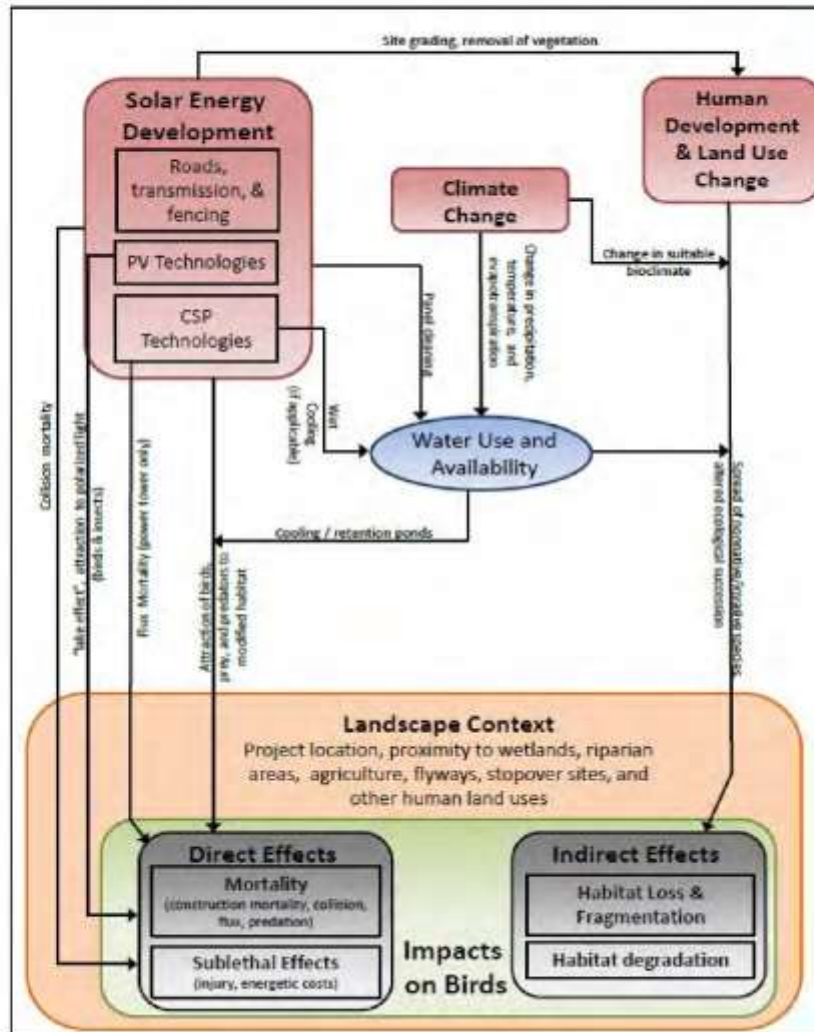 Site grading, removal of vegetation
Solar Energy
Development
Roads,
transmission, &
fencing
PV Technologies
CSP
Technologies
Human
Development
& Land Use
Change
Climate
Change
Change in suitable
bioclimate
Change in precipitation,
temperature, and
evapotranspiration
Panel cleaning
Wet
Cooling
(if applicable)
Water Use and
Availability
Cooling / retention ponds
Collision mortality
"lake effect", attraction to polarized light
(birds & insects)
Flux Mortality (power tower only)
Attraction of birds,
prey, and predators to
modified habitat
Spread of nonnative/invasive species,
altered ecological succession
Landscape Context
Project location, proximity to wetlands, riparian
areas, agriculture, flyways, stopover sites, and
other human land uses
Direct Effects
Mortality
(construction mortality, collision,
flux, predation)
Sublethal Effects
(injury, energetic costs)
Impacts
on Birds
Indirect Effects
Habitat Loss &
Fragmentation
Habitat degradation